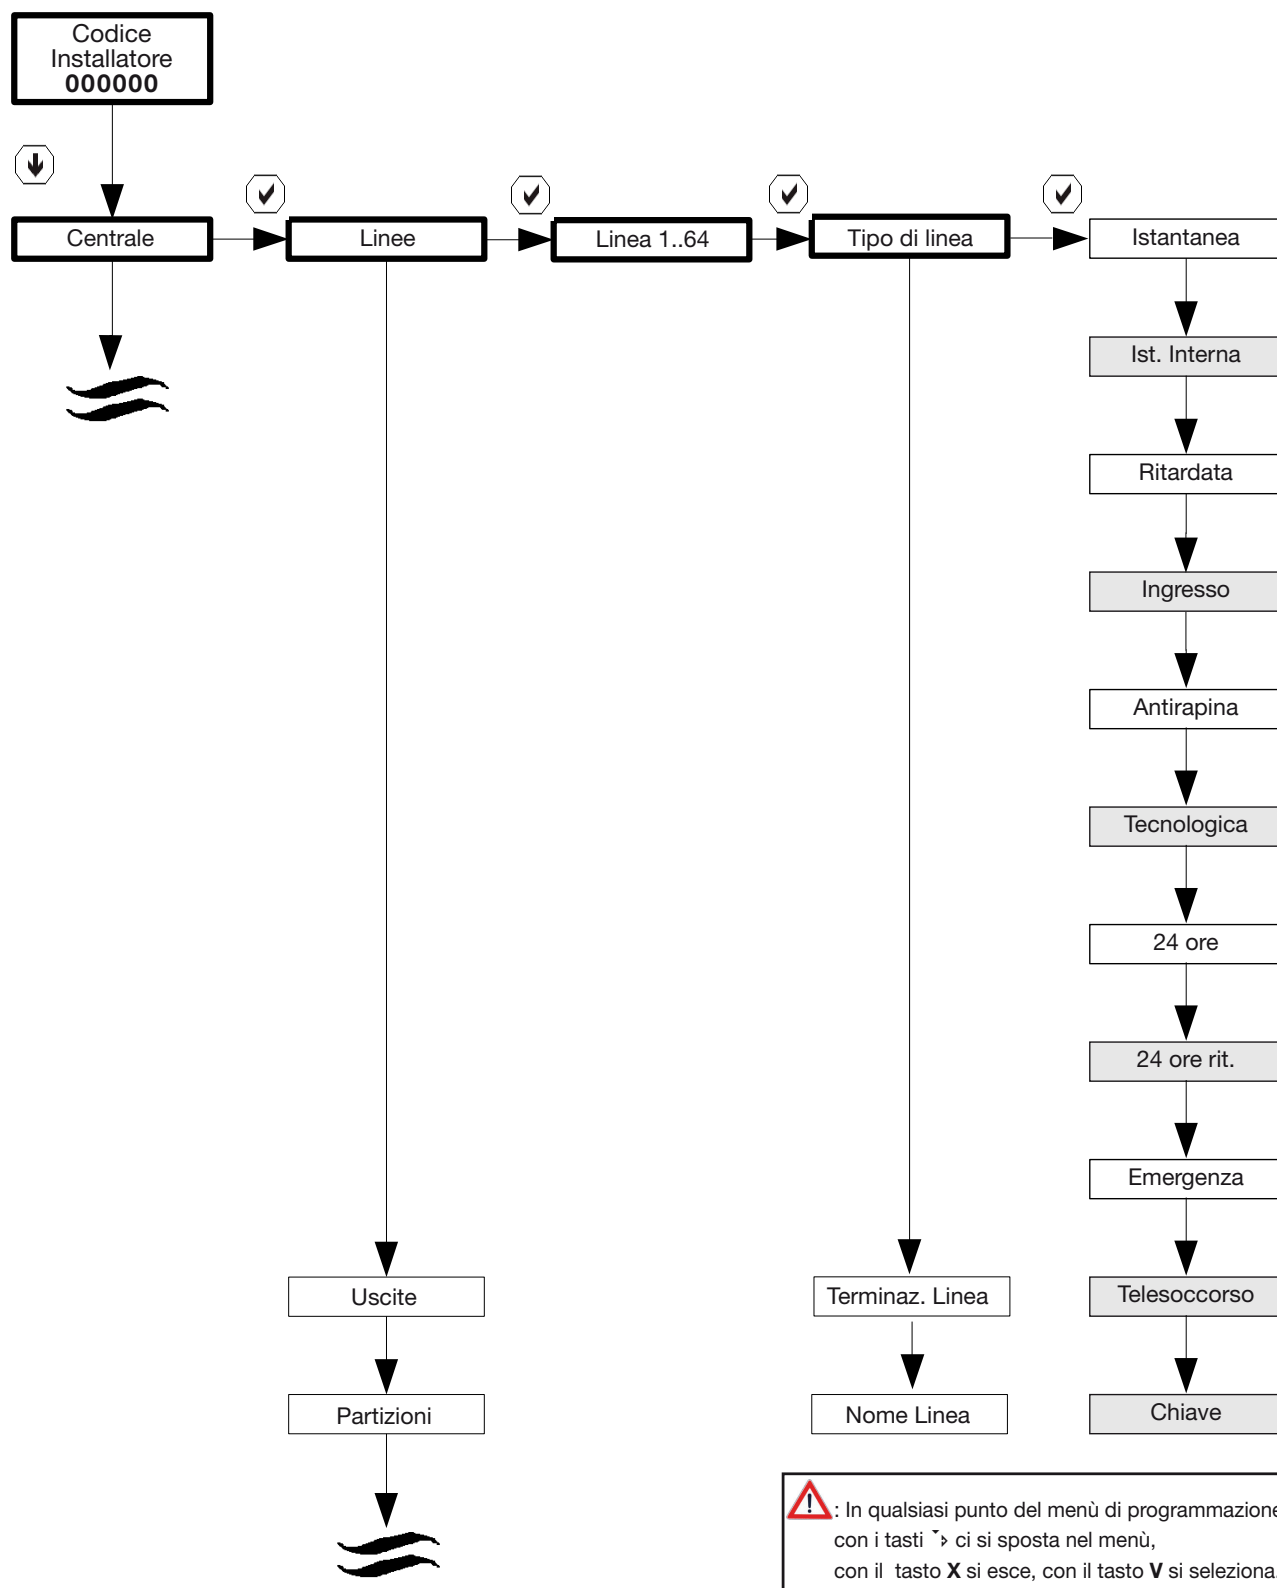 Codice
Installatore
000000
Centrale
Linee
Linea 1..64
Tipo di linea
Istantanea
Ist. Interna
Ritardata
Ingresso
Antirapina
Tecnologica
24 ore
24 ore rit.
Emergenza
Uscite
Terminaz. Linea
Telesoccorso
Partizioni
Nome Linea
Chiave
: In qualsiasi punto del menù di programmazione
con i tasti ci si sposta nel menù,
con il tasto X si esce, con il tasto V si seleziona.